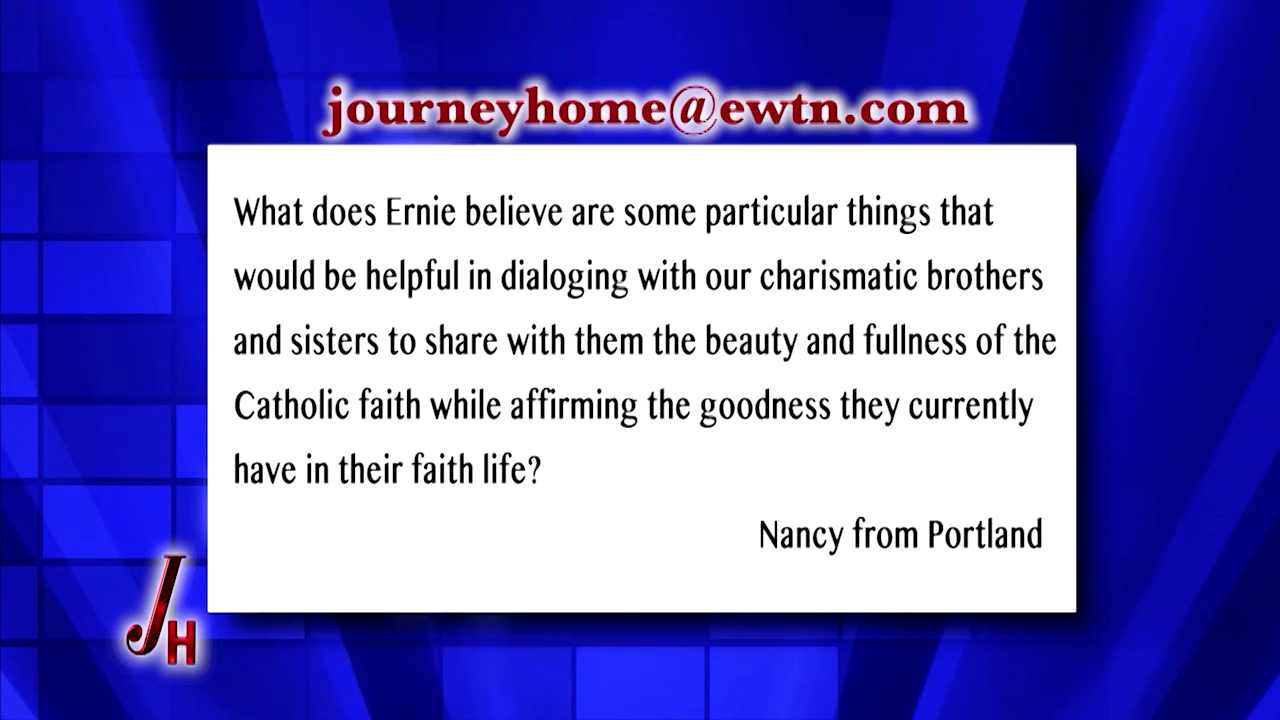 journeyhome@ewtn.com
What does Ernie believe are some particular things that
would be helpful in dialoging with our charismatic brothers
and sisters to share with them the beauty and fullness of the
Catholic faith while affirming the goodness they currently
have in their faith life?
Nancy from Portland
JH